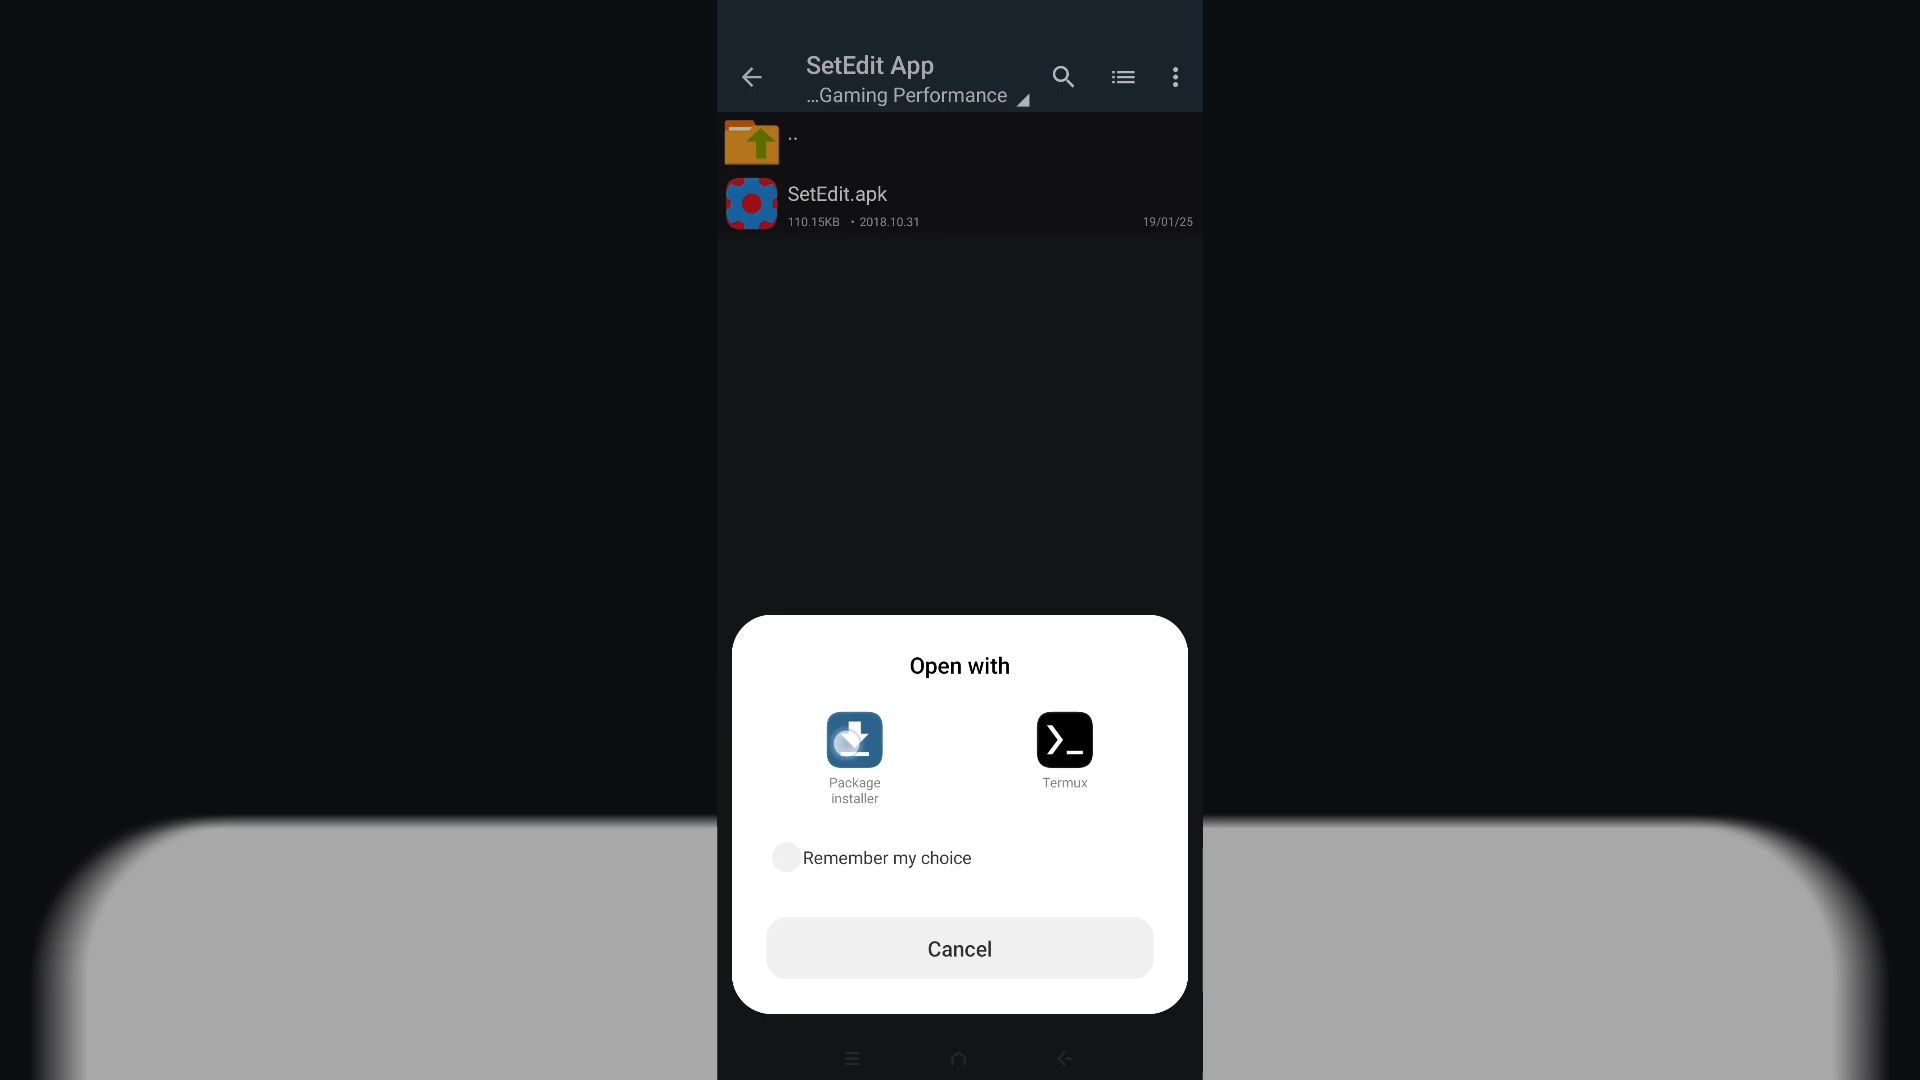 SetEdit App
...Gaming Performance
..
SetEdit.apk
110.15KB • 2018.10.31
19/01/25
Open with
Package
installer
Termux
Remember my choice
Cancel